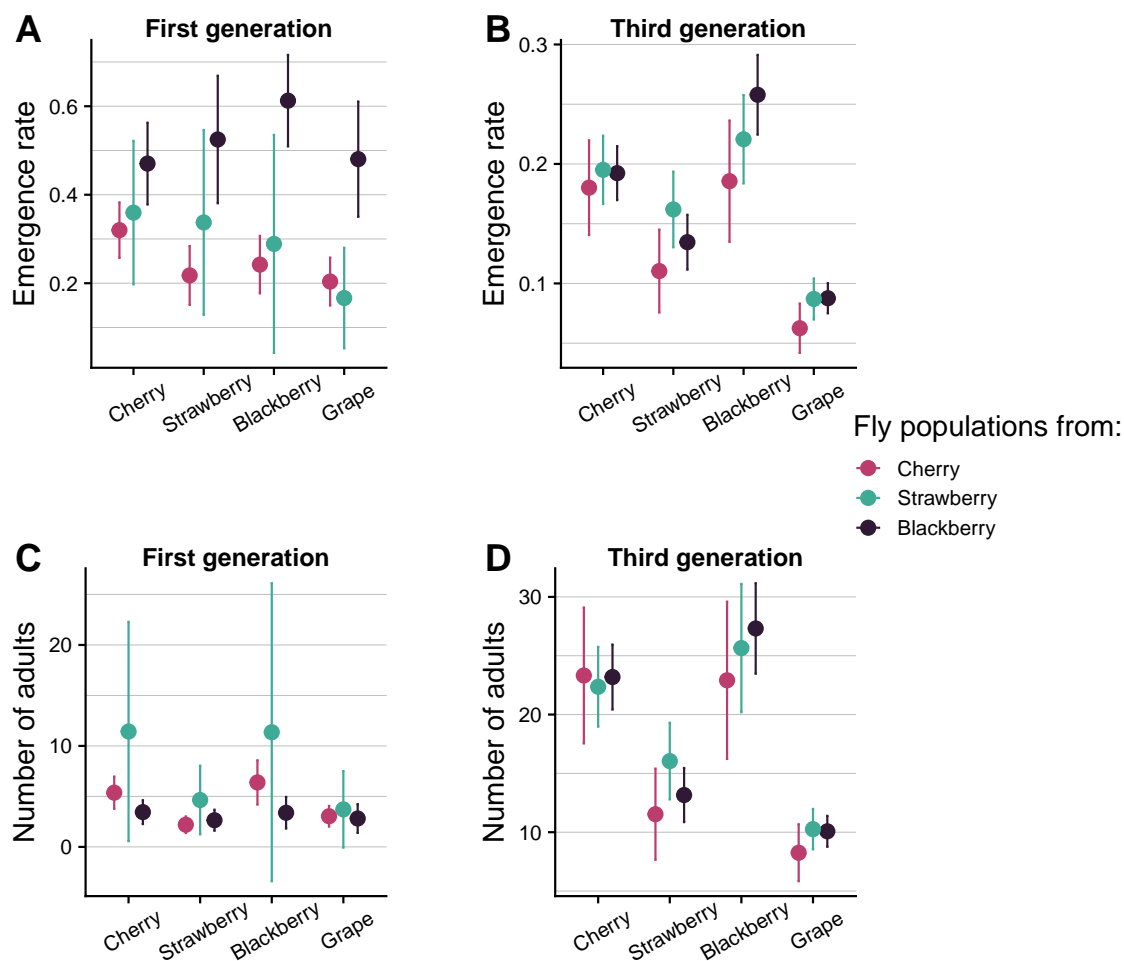 A
First generation
Emergence rate
0.6
0.4
0.2
Cherry
Strawberry
Blackberry
Grape
B
Third generation
Emergence rate
0.3
0.2
0.1
Cherry
Strawberry
Blackberry
Grape
Fly populations from:
Cherry
Strawberry
Blackberry
C
First generation
Number of adults
20
10
0
Cherry
Strawberry
Blackberry
Grape
D
Third generation
Number of adults
30
20
10
Cherry
Strawberry
Blackberry
Grape